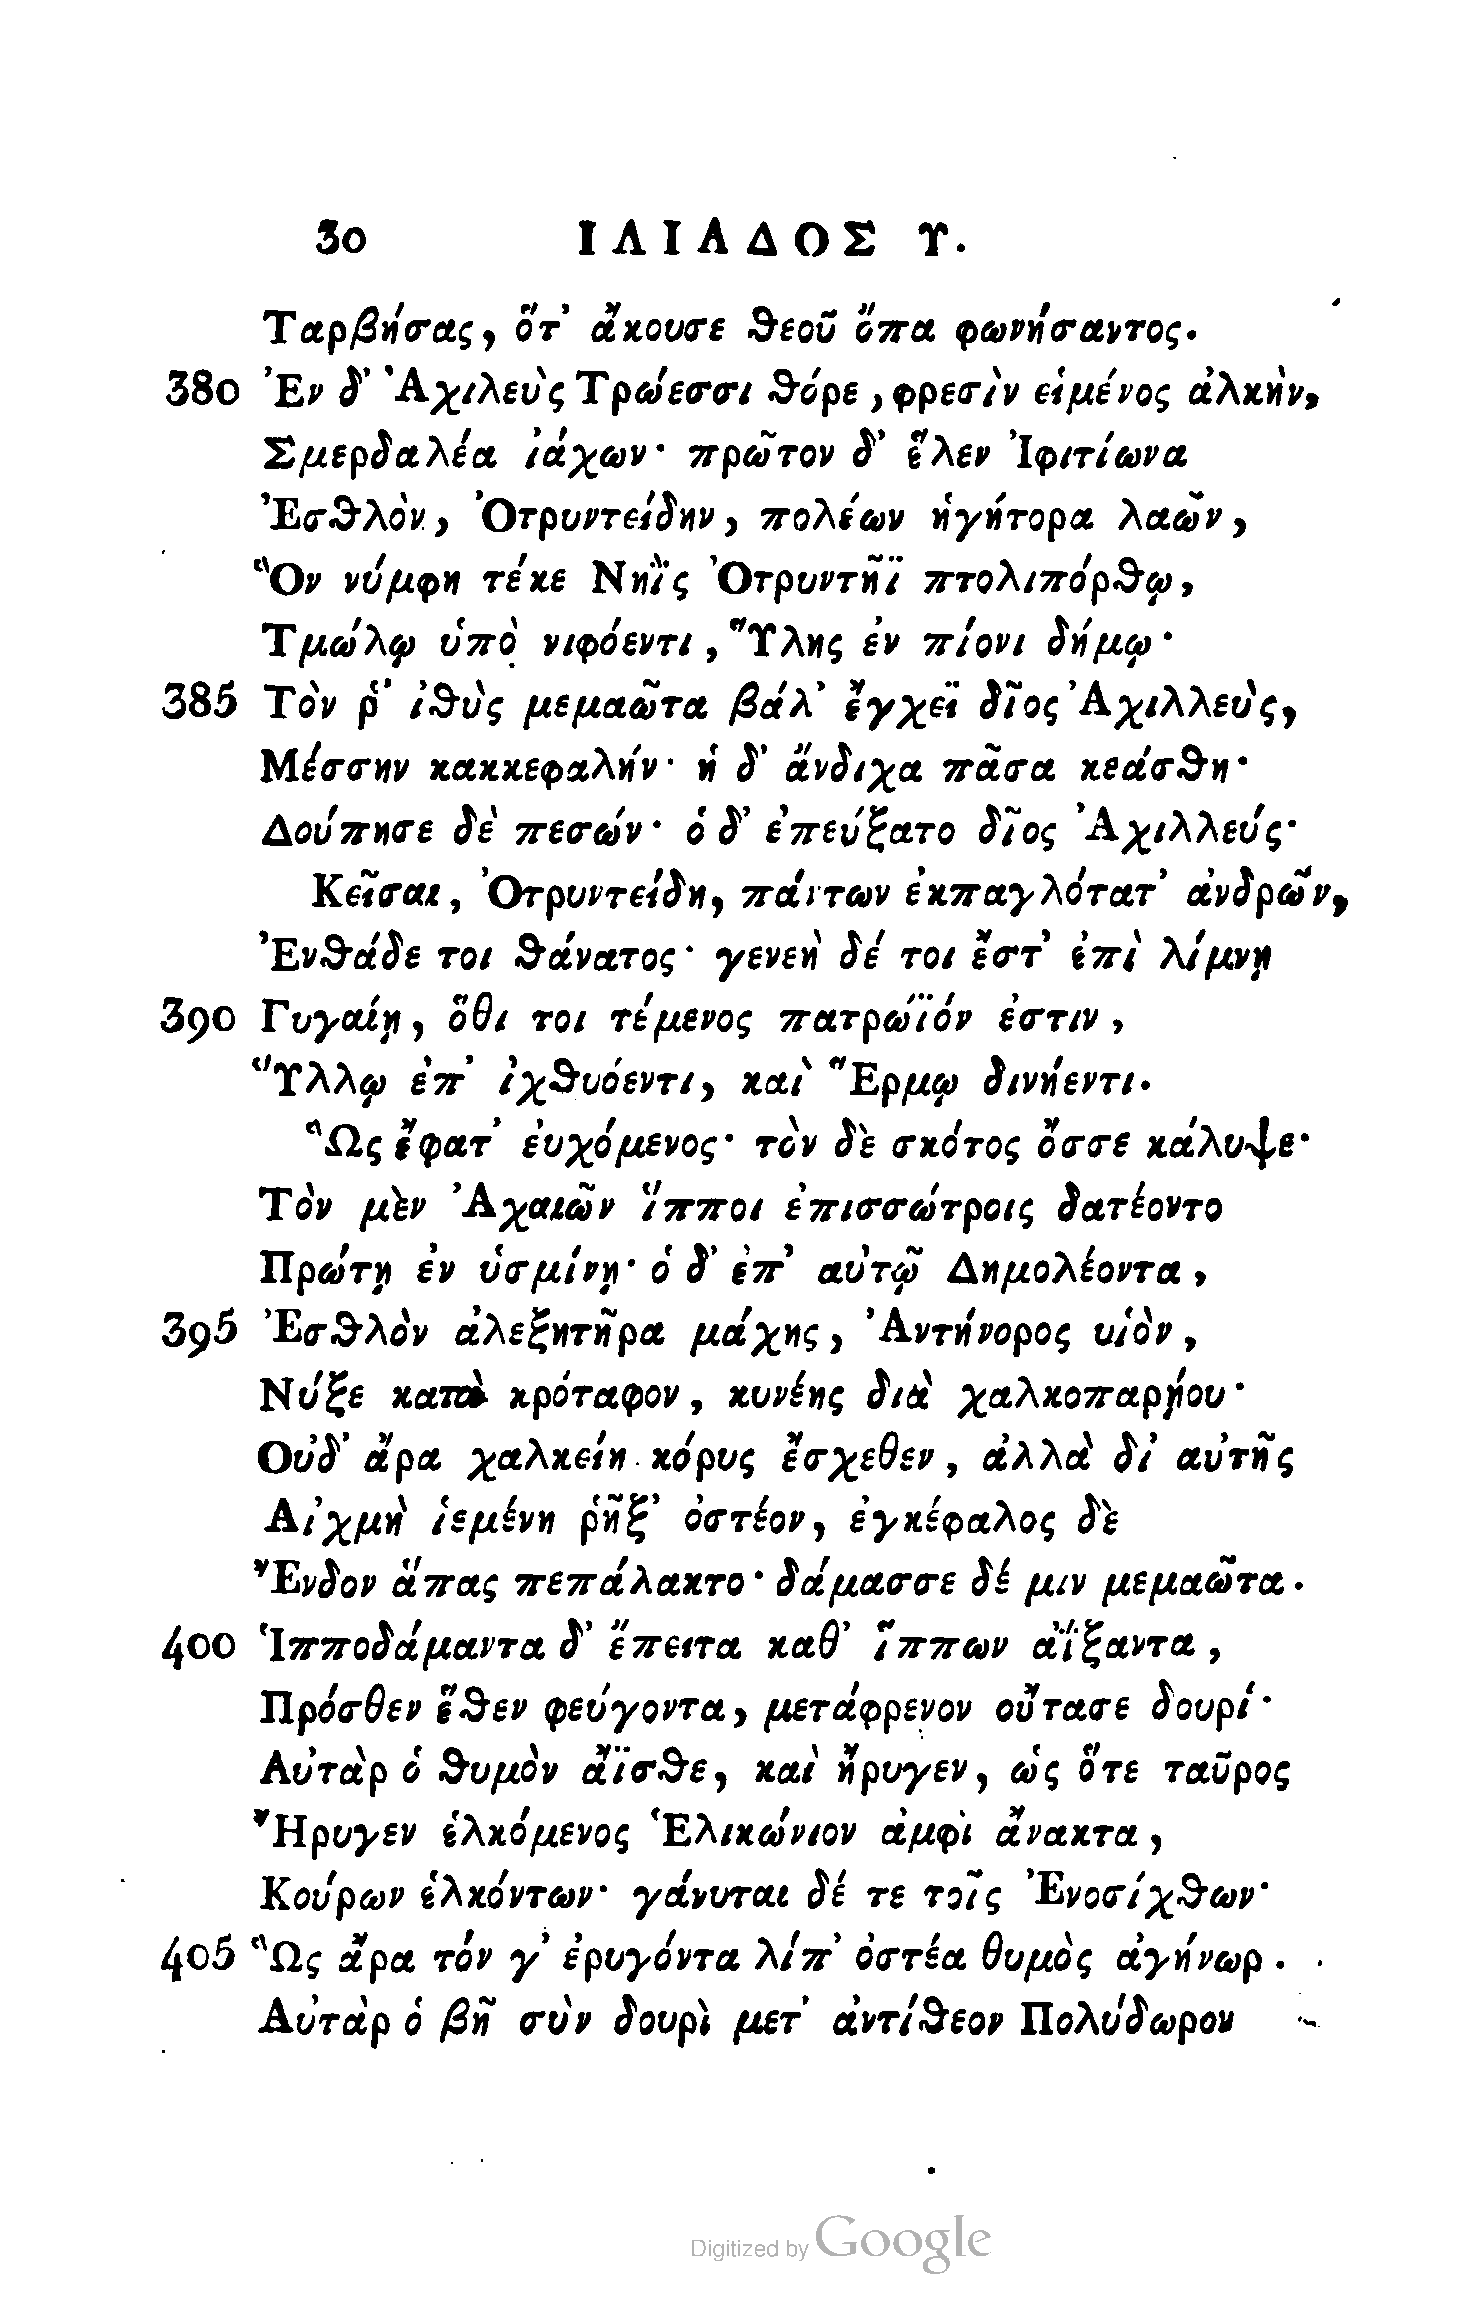 30 ΙΛΙΑΔΟΣ Υ.
Ταρβήσας, ὅτ' ἄκουσε ϑεοῦ ὄπα φωνήσαντος.
380 Ἐν δ' Ἀχιλεὺς Τρώεσσι ϑόρε, φρεσὶν εἱμένος ἀλκὴν,
Σμερδαλέα ἰάχων· πρῶτον δ' ἕλεν Ἰφιτίωνα
Ἐσϑλὸν, Ὀτρυντείδην, πολέων ἡγήτορα λαῶν,
Ὃν νύμφη τέκε Νηῒς Ὀτρυντῆϊ πτολιπόρϑῳ,
Τμώλῳ ὑπὸ νιφόεντι, Ὕλης ἐν πίονι δήμῳ·
385 Τὸν ῥ' ἰϑὺς μεμαῶτα βάλ' ἔγχεϊ δῖος Ἀχιλλεὺς,
Μέσσην κακκεφαλήν· ἡ δ' ἄνδιχα πᾶσα κεάσϑη·
Δούπησε δὲ πεσών· ὁ δ' ἐπεύξατο δῖος Ἀχιλλεύς·
Κεῖσαι, Ὀτρυντείδη, πάντων ἐκπαγλότατ' ἀνδρῶν,
Ἐνϑάδε τοι ϑάνατος· γενεὴ δέ τοι ἔστ' ἐπὶ λίμνῃ
390 Γυγαίῃ, ὅθι τοι τέμενος πατρώϊόν ἐστιν,
Ὕλλῳ ἐπ' ἰχϑυόεντι, καὶ Ἕρμῳ δινήεντι.
Ὣς ἔφατ' εὐχόμενος· τὸν δὲ σκότος ὄσσε κάλυψε·
Τὸν μὲν Ἀχαιῶν ἵπποι ἐπισσώτροις δατέοντο
Πρώτῃ ἐν ὑσμίνῃ· ὁ δ' ἐπ' αὐτῷ Δημολέοντα,
395 Ἐσϑλὸν ἀλεξητῆρα μάχης, Ἀντήνορος υἱὸν,
Νύξε κατὰ κρόταφον, κυνέης διὰ χαλκοπαρῄου·
Οὐδ' ἄρα χαλκείη κόρυς ἔσχεθεν, ἀλλὰ δι' αὐτῆς
Αἰχμὴ ἱεμένη ῥῆξ' ὀστέον, ἐγκέφαλος δὲ
Ἔνδον ἅπας πεπάλακτο· δάμασσε δέ μιν μεμαῶτα.
400 Ἱπποδάμαντα δ' ἔπειτα καθ' ἵππων ἀΐξαντα,
Πρόσθεν ἕϑεν φεύγοντα, μετάφρενον οὔτασε δουρί·
Αὐτὰρ ὁ ϑυμὸν ἄϊσϑε, καὶ ἤρυγεν, ὡς ὅτε ταῦρος
Ἤρυγεν ἑλκόμενος Ἑλικώνιον ἀμφὶ ἄνακτα,
Κούρων ἑλκόντων· γάνυται δέ τε τοῖς Ἐνοσίχϑων·
405 Ὣς ἄρα τόν γ' ἐρυγόντα λίπ' ὀστέα θυμὸς ἀγήνωρ.
Αὐτὰρ ὁ βῆ σὺν δουρὶ μετ' ἀντίϑεον Πολύδωρον
Digitized by Google